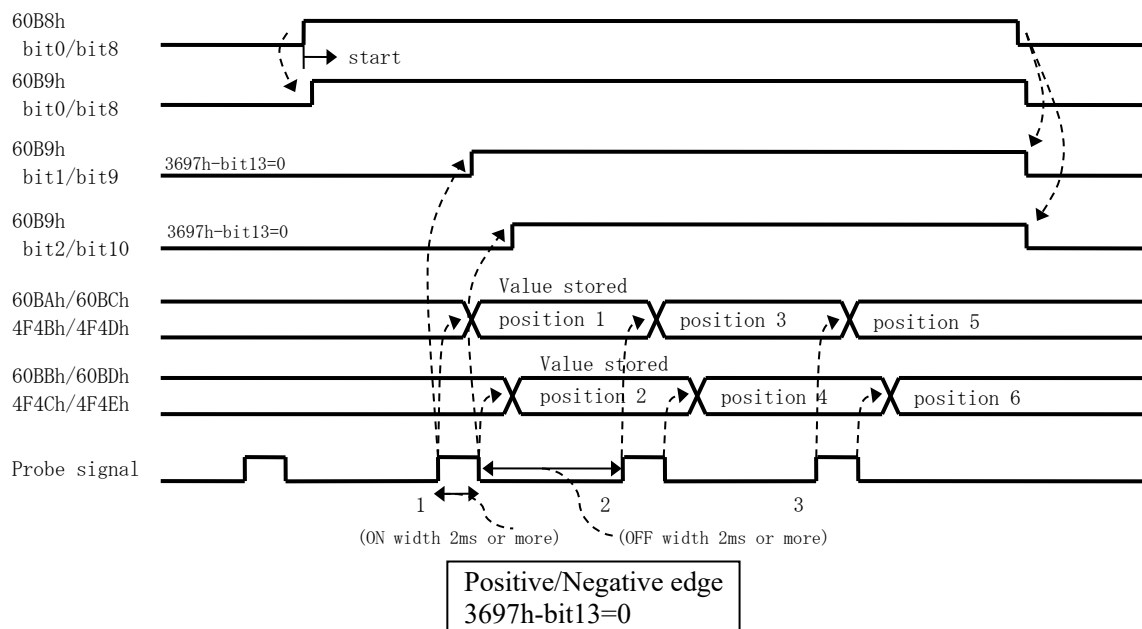 60B8h
bit0/bit8
start
60B9h
bit0/bit8
60B9h
bit1/bit9
3697h-bit13=0
60B9h
bit2/bit10
3697h-bit13=0
Value stored
60BAh/60BCh
4F4Bh/4F4Dh
position 1 position 3 position 5
Value stored
60BBh/60BDh
4F4Ch/4F4Eh
position 2 position 4 position 6
Probe signal
1 2 3
(ON width 2ms or more) (OFF width 2ms or more)
Positive/Negative edge
3697h-bit13=0